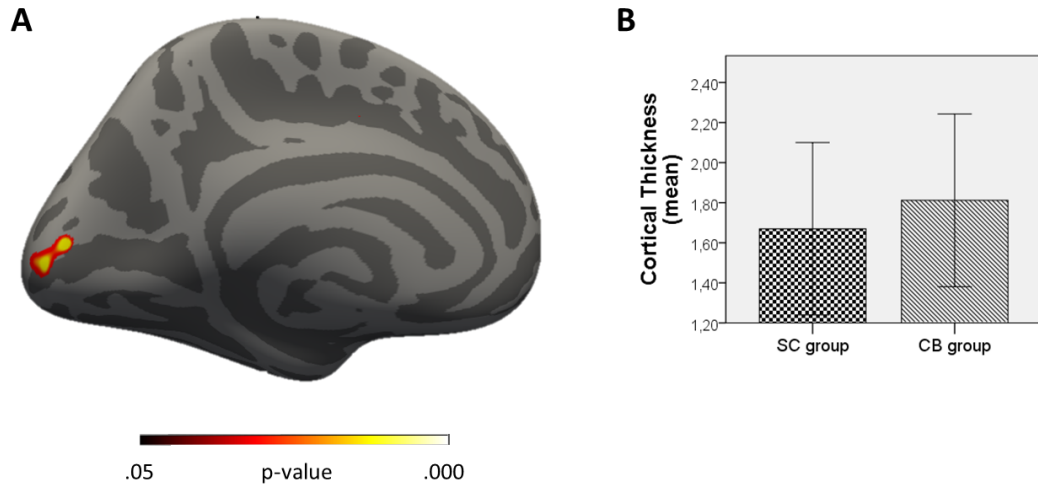 A
B
2,40
2,20
2,00
1,80
1,60
1,40
1,20
Cortical Thickness
(mean)
SC group CB group
.05 p-value .000